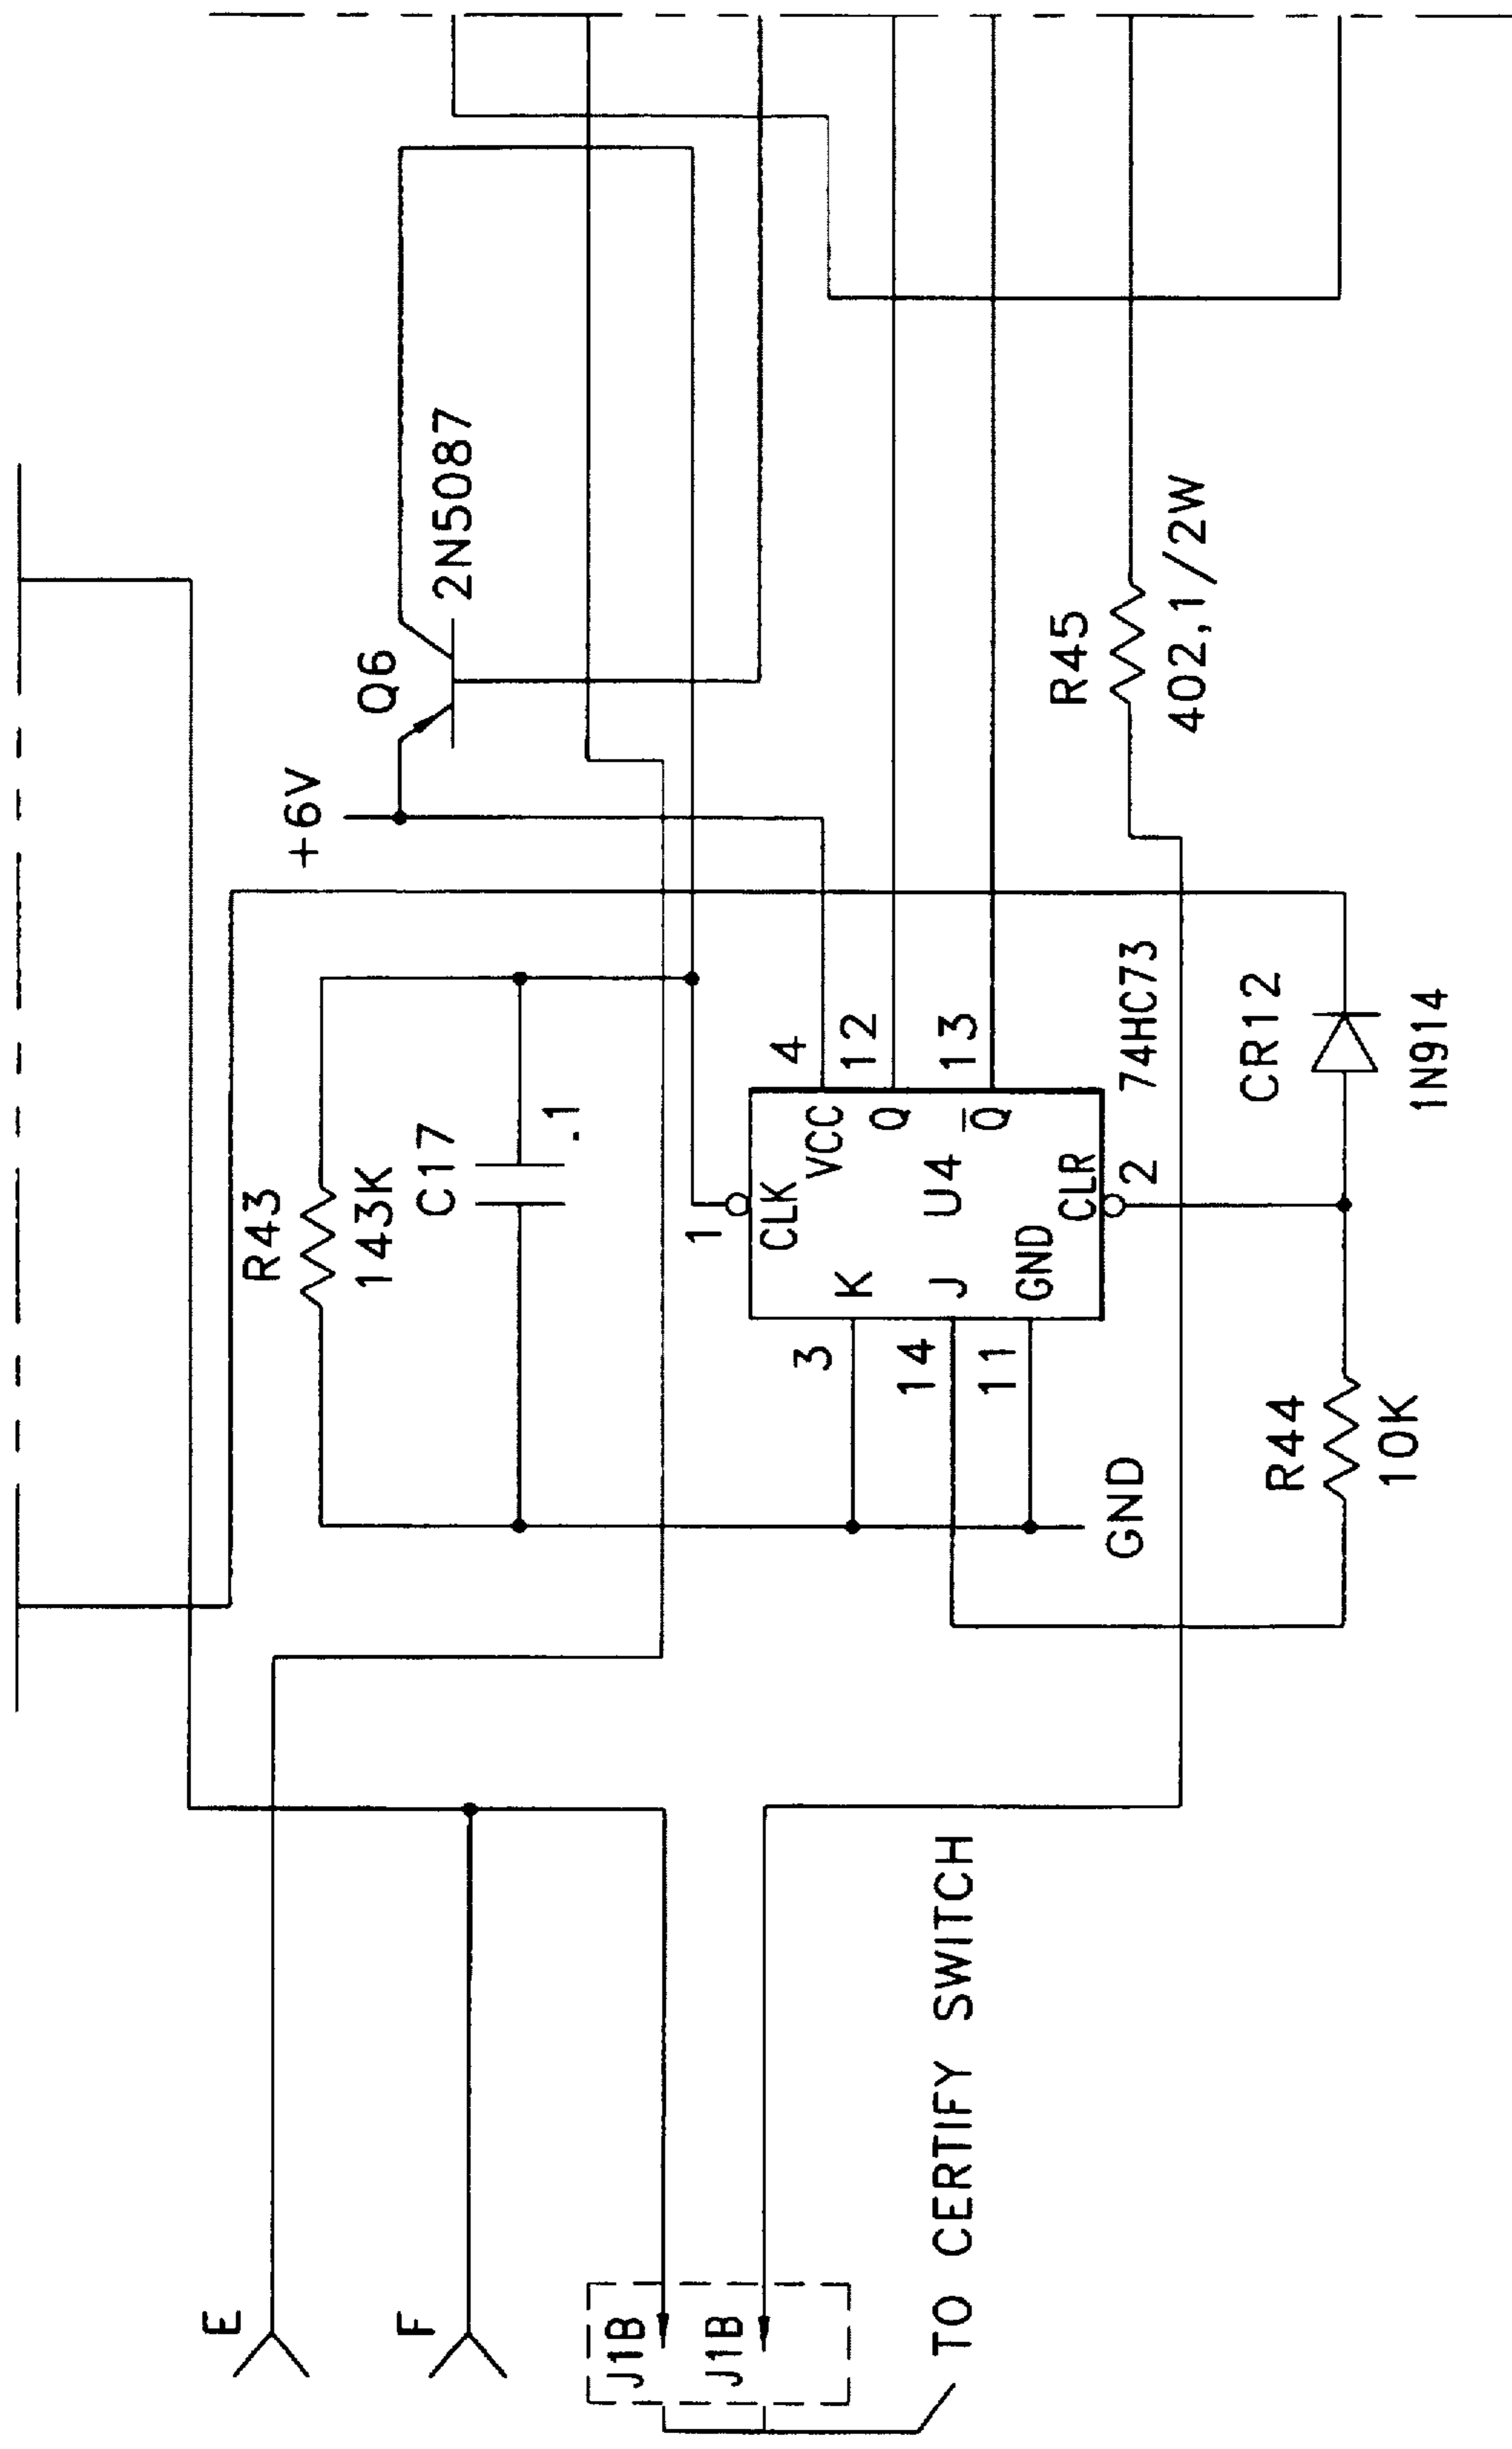 E
F
J1B
J1B
TO CERTIFY SWITCH
R43
143K
C17
.1
+6V
Q6
2N5087
1
CLK
K
3
J
14
GND
11
VCC
4
Q
12
Q̅
13
U4
CLR
2
74HC73
GND
R44
10K
CR12
1N914
R45
402,1/2W